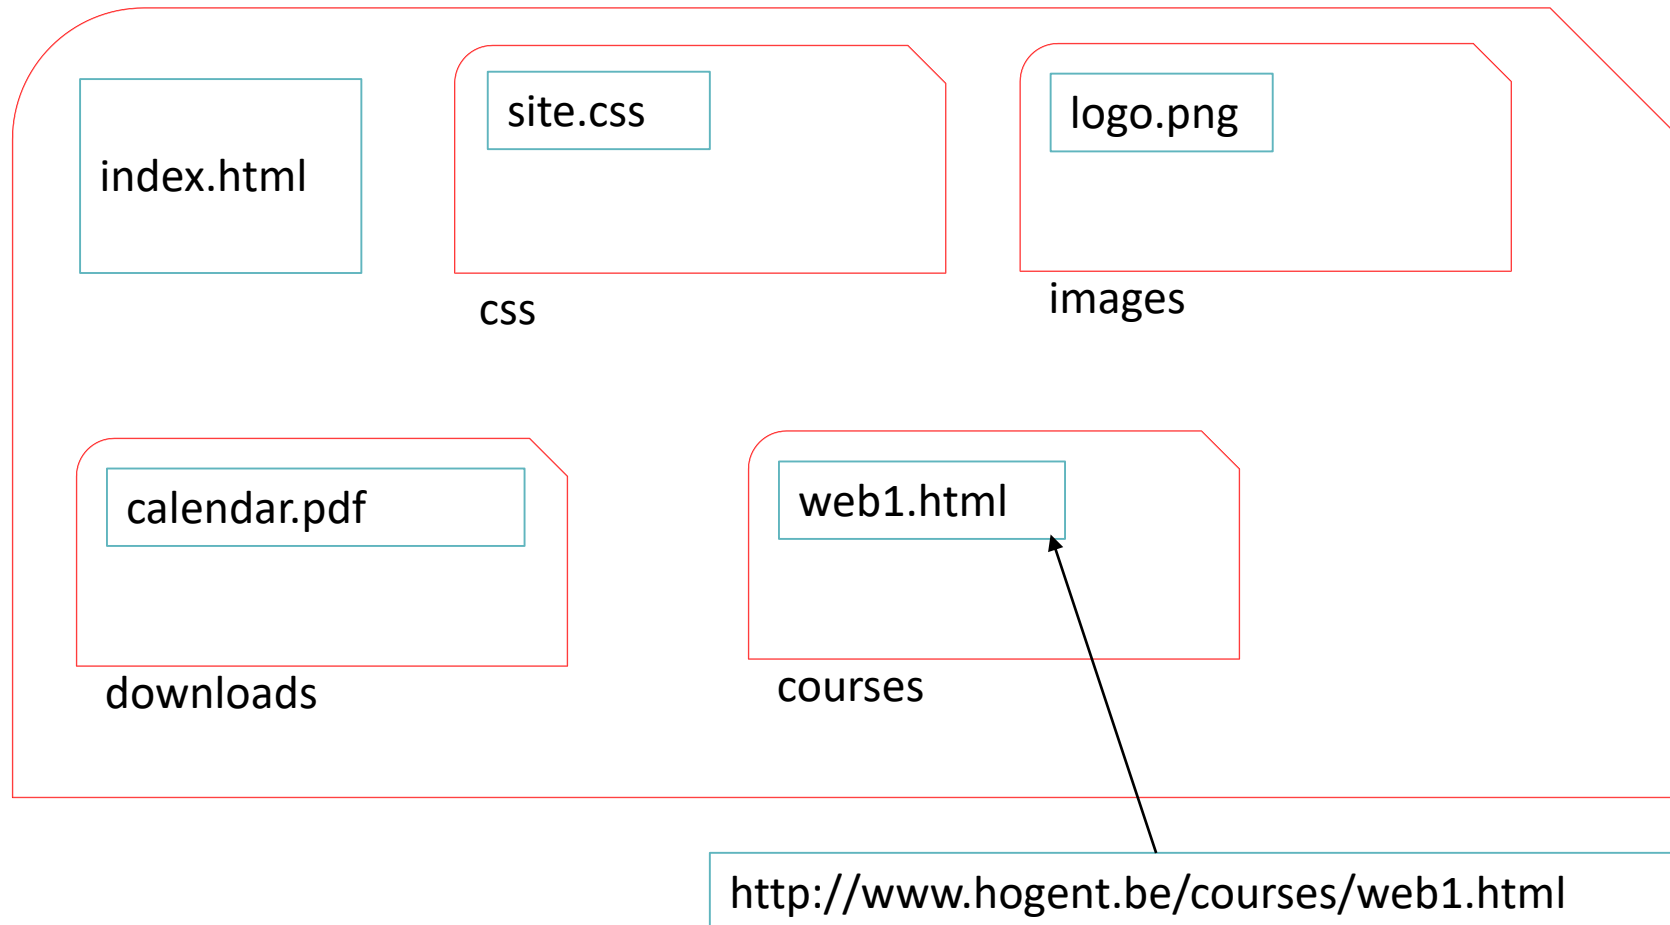 index.html
site.css
css
logo.png
images
calendar.pdf
downloads
web1.html
courses
http://www.hogent.be/courses/web1.html